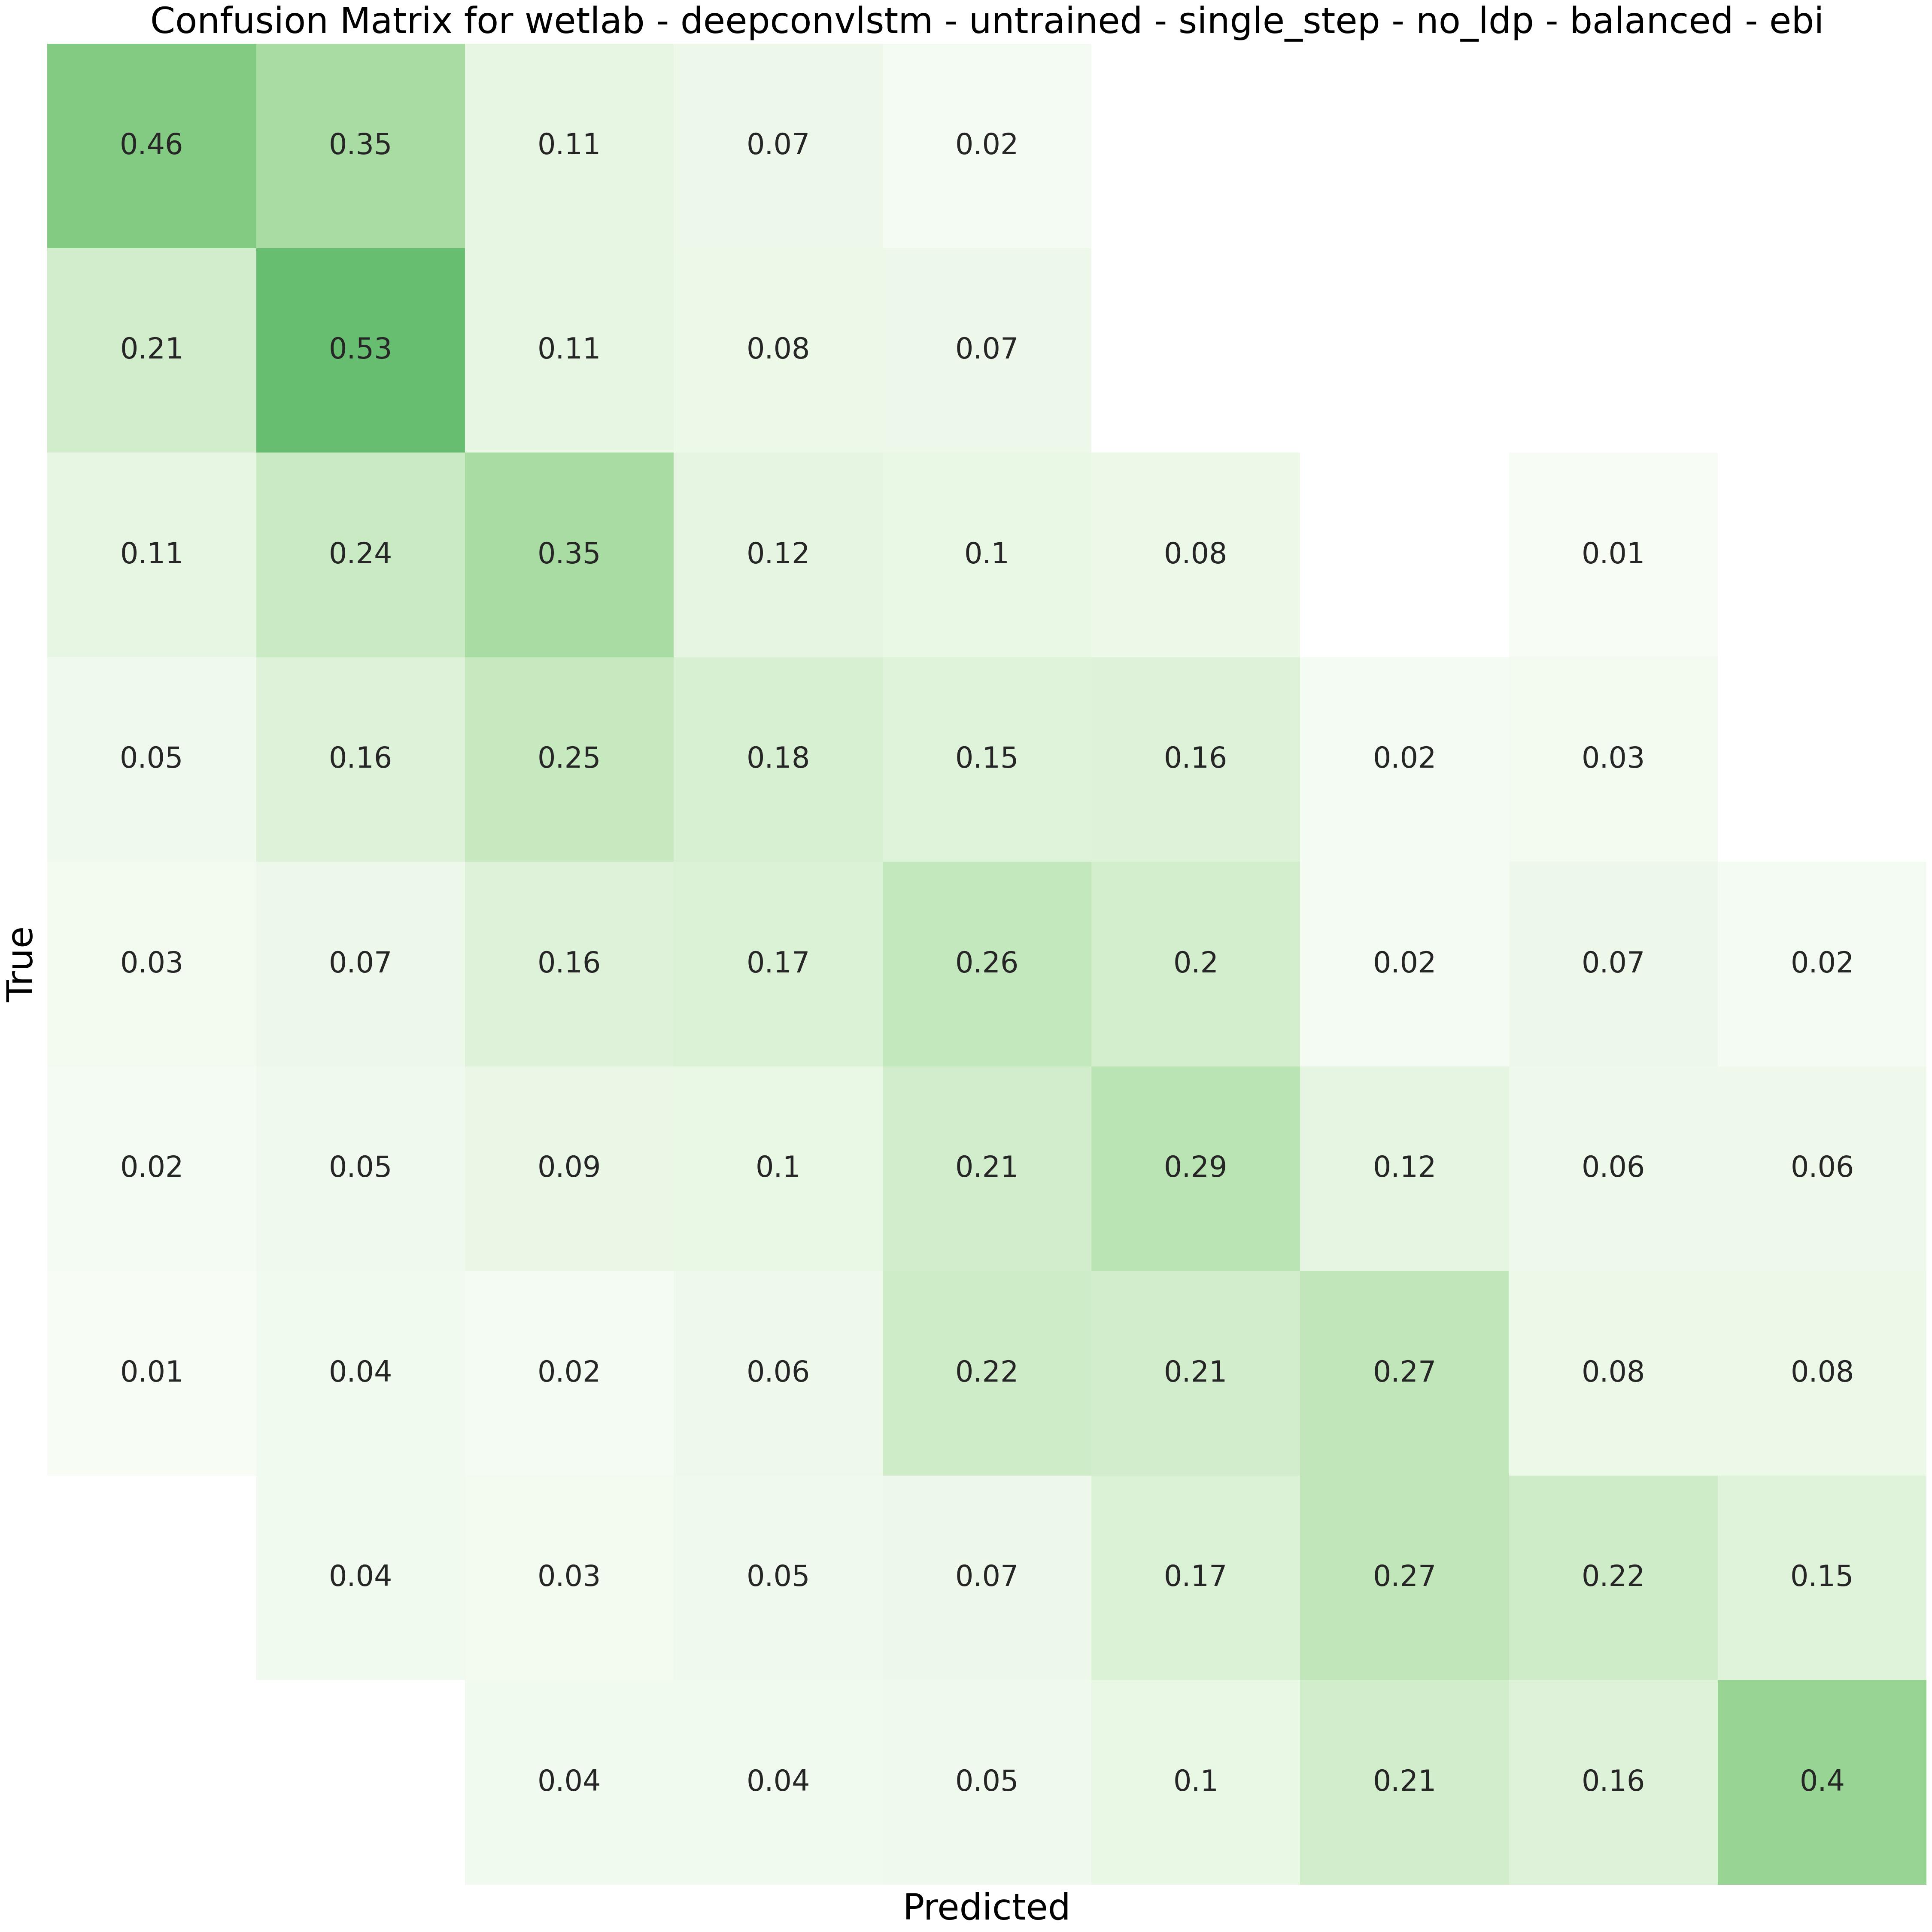 Confusion Matrix for wetlab - deepconvlstm - untrained - single_step - no_ldp - balanced - ebi
0.46 0.35 0.11 0.07 0.02
0.21 0.53 0.11 0.08 0.07
0.11 0.24 0.35 0.12 0.1 0.08 0.01
0.05 0.16 0.25 0.18 0.15 0.16 0.02 0.03
0.03 0.07 0.16 0.17 0.26 0.2 0.02 0.07 0.02
0.02 0.05 0.09 0.1 0.21 0.29 0.12 0.06 0.06
0.01 0.04 0.02 0.06 0.22 0.21 0.27 0.08 0.08
0.04 0.03 0.05 0.07 0.17 0.27 0.22 0.15
0.04 0.04 0.05 0.1 0.21 0.16 0.4
True
Predicted